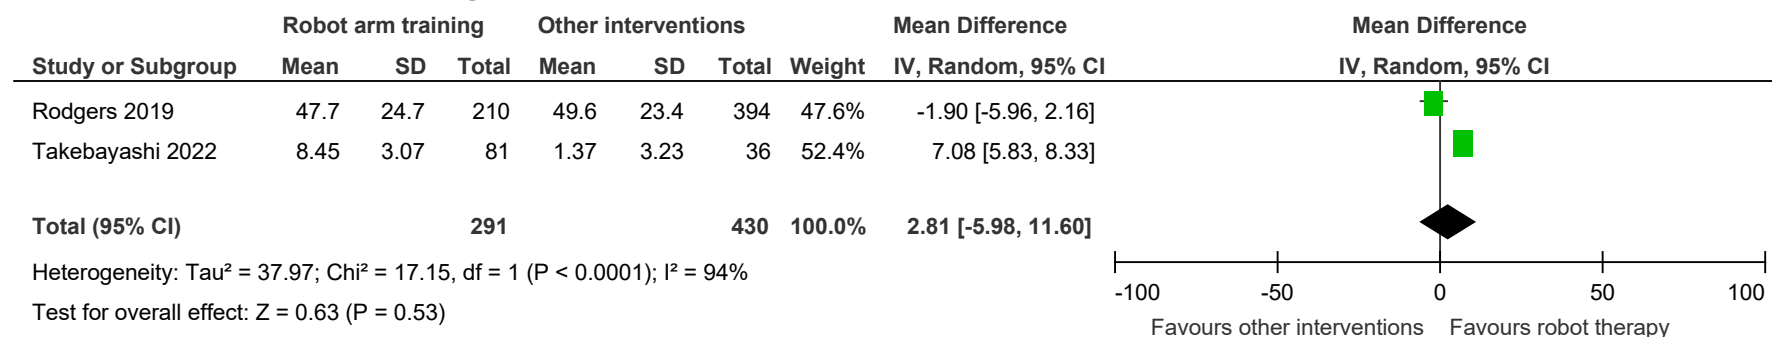 Robot arm training Other interventions Mean Difference Mean Difference
Study or Subgroup Mean SD Total Mean SD Total Weight IV, Random, 95% CI IV, Random, 95% CI
Rodgers 2019 47.7 24.7 210 49.6 23.4 394 47.6% -1.90 [-5.96, 2.16]
Takebayashi 2022 8.45 3.07 81 1.37 3.23 36 52.4% 7.08 [5.83, 8.33]
Total (95% CI) 291 430 100.0% 2.81 [-5.98, 11.60]
Heterogeneity: Tau² = 37.97; Chi² = 17.15, df = 1 (P < 0.0001); I² = 94%
Test for overall effect: Z = 0.63 (P = 0.53)
-100 -50 0 50 100
Favours other interventions Favours robot therapy